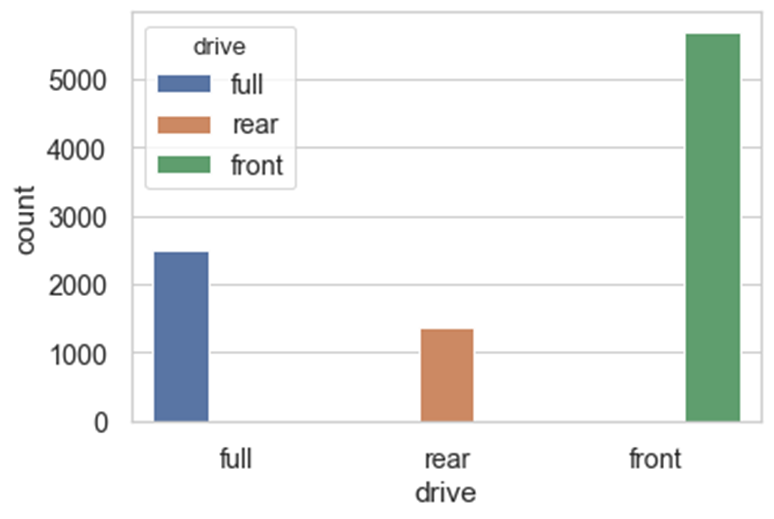 drive
full
rear
front
5000
4000
3000
2000
1000
0
count
full rear front
drive